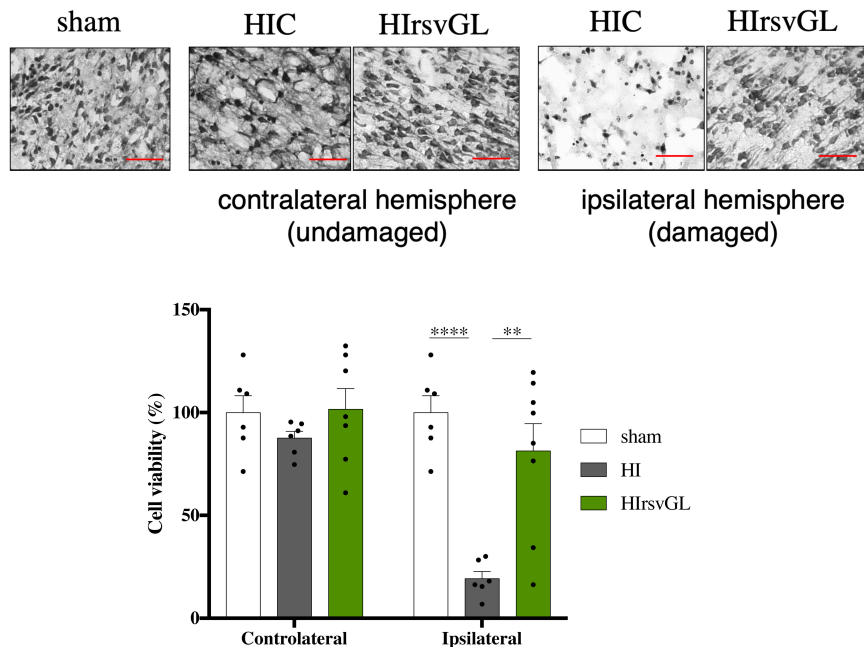 sham HIC HIrsvGL HIC HIrsvGL
contralateral hemisphere
(undamaged)
ipsilateral hemisphere
(damaged)
150
100
50
0
Cell viability (%)
**** **
Controlateral Ipsilateral
sham
HI
HIrsvGL